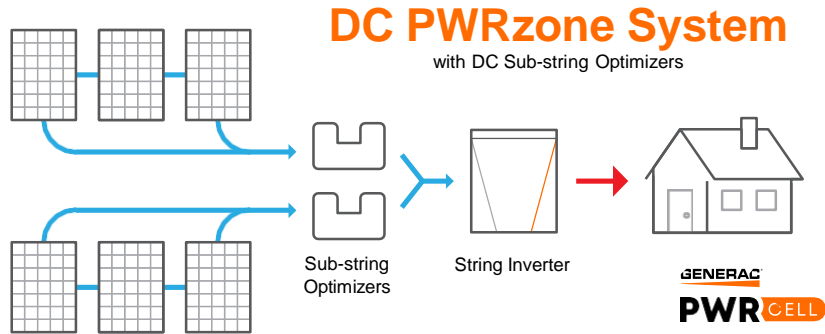 DC PWRzone System
with DC Sub-string Optimizers
Sub-string
Optimizers
String Inverter
GENERAC
PWRCELL